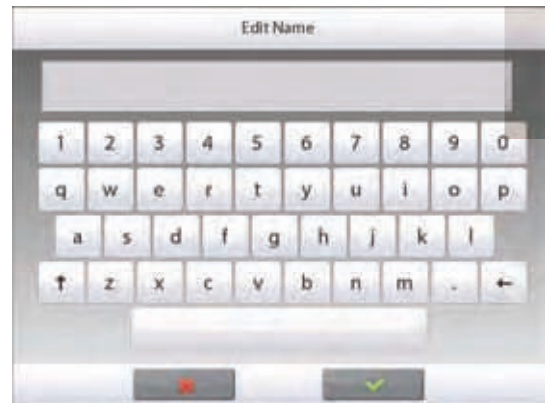 Edit Name
1 2 3 4 5 6 7 8 9 0
q w e r t y u i o p
a s d f g h j k l
↑ z x c v b n m . ←